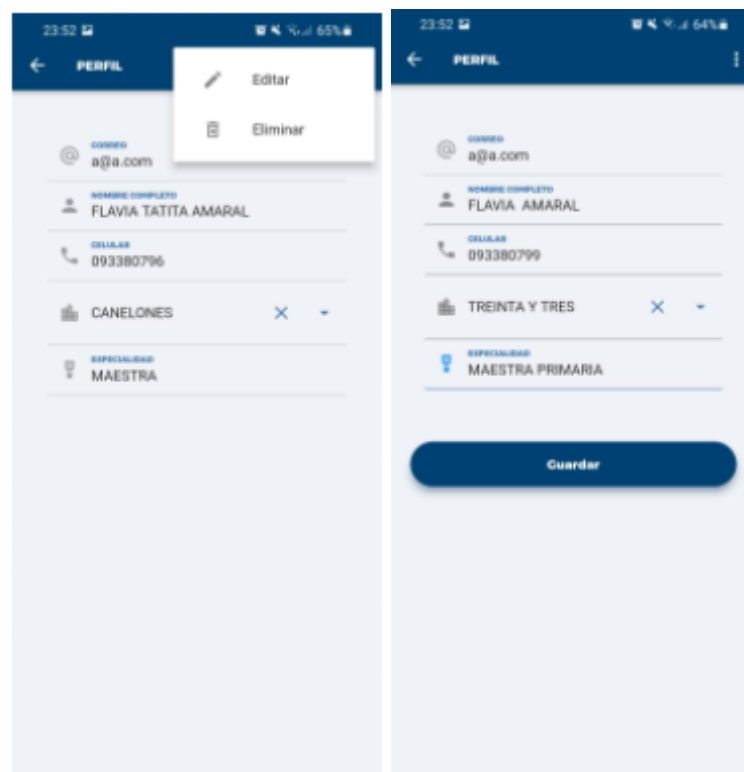 23:52 65%
PERFIL
Editar
Eliminar
CORREO
a@a.com
NOMBRE COMPLETO
FLAVIA TATITA AMARAL
CELULAR
093380796
CANELONES
ESPECIALIDAD
MAESTRA
23:52 64%
PERFIL
CORREO
a@a.com
NOMBRE COMPLETO
FLAVIA AMARAL
CELULAR
093380799
TREINTA Y TRES
ESPECIALIDAD
MAESTRA PRIMARIA
Guardar